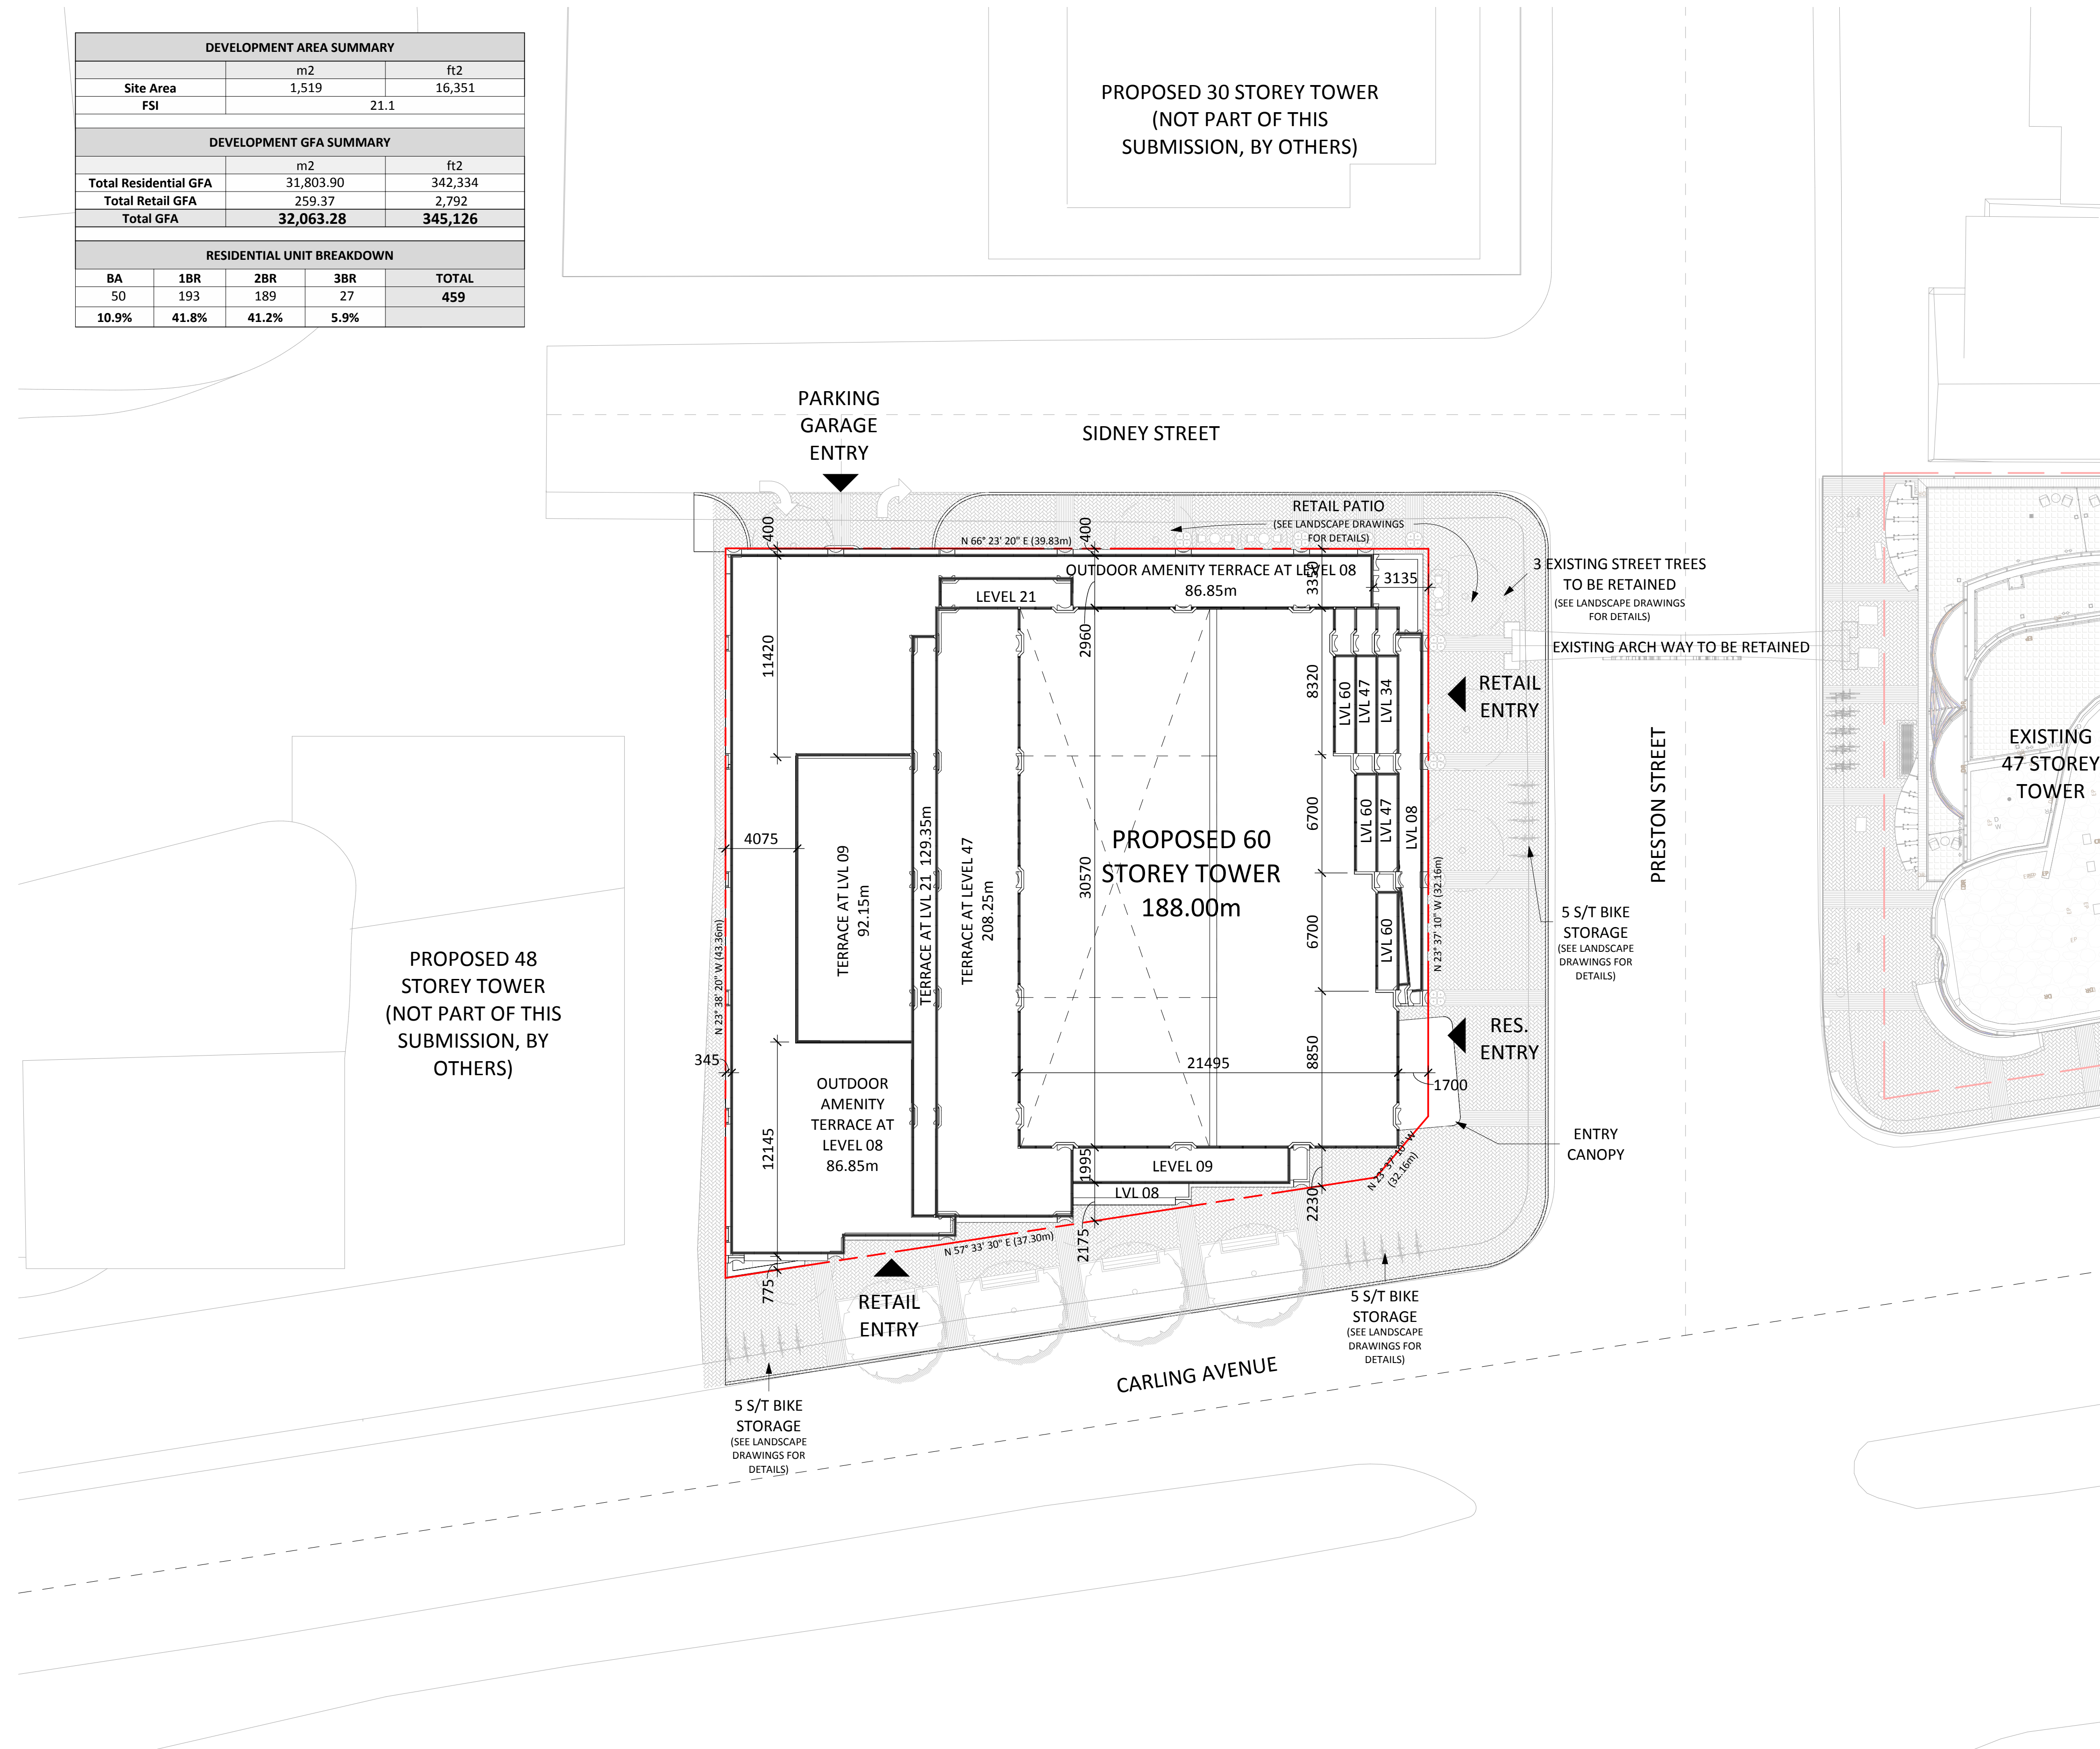 DEVELOPMENT AREA SUMMARY
m2 ft2
Site Area 1,519 16,351
FSI 21.1
DEVELOPMENT GFA SUMMARY
m2 ft2
Total Residential GFA 31,803.90 342,334
Total Retail GFA 259.37 2,792
Total GFA 32,063.28 345,126
RESIDENTIAL UNIT BREAKDOWN
BA 1BR 2BR 3BR TOTAL
50 193 189 27 459
10.9% 41.8% 41.2% 5.9%
PROPOSED 30 STOREY TOWER
(NOT PART OF THIS
SUBMISSION, BY OTHERS)
PARKING
GARAGE
ENTRY
SIDNEY STREET
RETAIL PATIO
(SEE LANDSCAPE DRAWINGS
FOR DETAILS)
400
N 66° 23' 20" E (39.83m)
400
OUTDOOR AMENITY TERRACE AT LEVEL 08
86.85m
3350
3135
3 EXISTING STREET TREES
TO BE RETAINED
(SEE LANDSCAPE DRAWINGS
FOR DETAILS)
EXISTING ARCH WAY TO BE RETAINED
LEVEL 21
2960
11420
8320
LVL 60
LVL 47
LVL 34
RETAIL
ENTRY
PRESTON STREET
EXISTING
47 STOREY
TOWER
4075
TERRACE AT LVL 09
92.15m
TERRACE AT LVL 21 129.35m
TERRACE AT LEVEL 47
208.25m
30570
PROPOSED 60
STOREY TOWER
188.00m
6700
LVL 60
LVL 47
LVL 08
6700
LVL 60
N 23° 37' 10" W (32.16m)
5 S/T BIKE
STORAGE
(SEE LANDSCAPE
DRAWINGS FOR
DETAILS)
PROPOSED 48
STOREY TOWER
(NOT PART OF THIS
SUBMISSION, BY
OTHERS)
N 23° 38' 20" W (43.36m)
345
RES.
ENTRY
8850
21495
1700
OUTDOOR
AMENITY
TERRACE AT
LEVEL 08
86.85m
12145
ENTRY
CANOPY
1995
LEVEL 09
LVL 08
N 23° 37' 10" W
(32.16m)
2230
2175
N 57° 33' 30" E (37.30m)
775
RETAIL
ENTRY
5 S/T BIKE
STORAGE
(SEE LANDSCAPE
DRAWINGS FOR
DETAILS)
CARLING AVENUE
5 S/T BIKE
STORAGE
(SEE LANDSCAPE
DRAWINGS FOR
DETAILS)